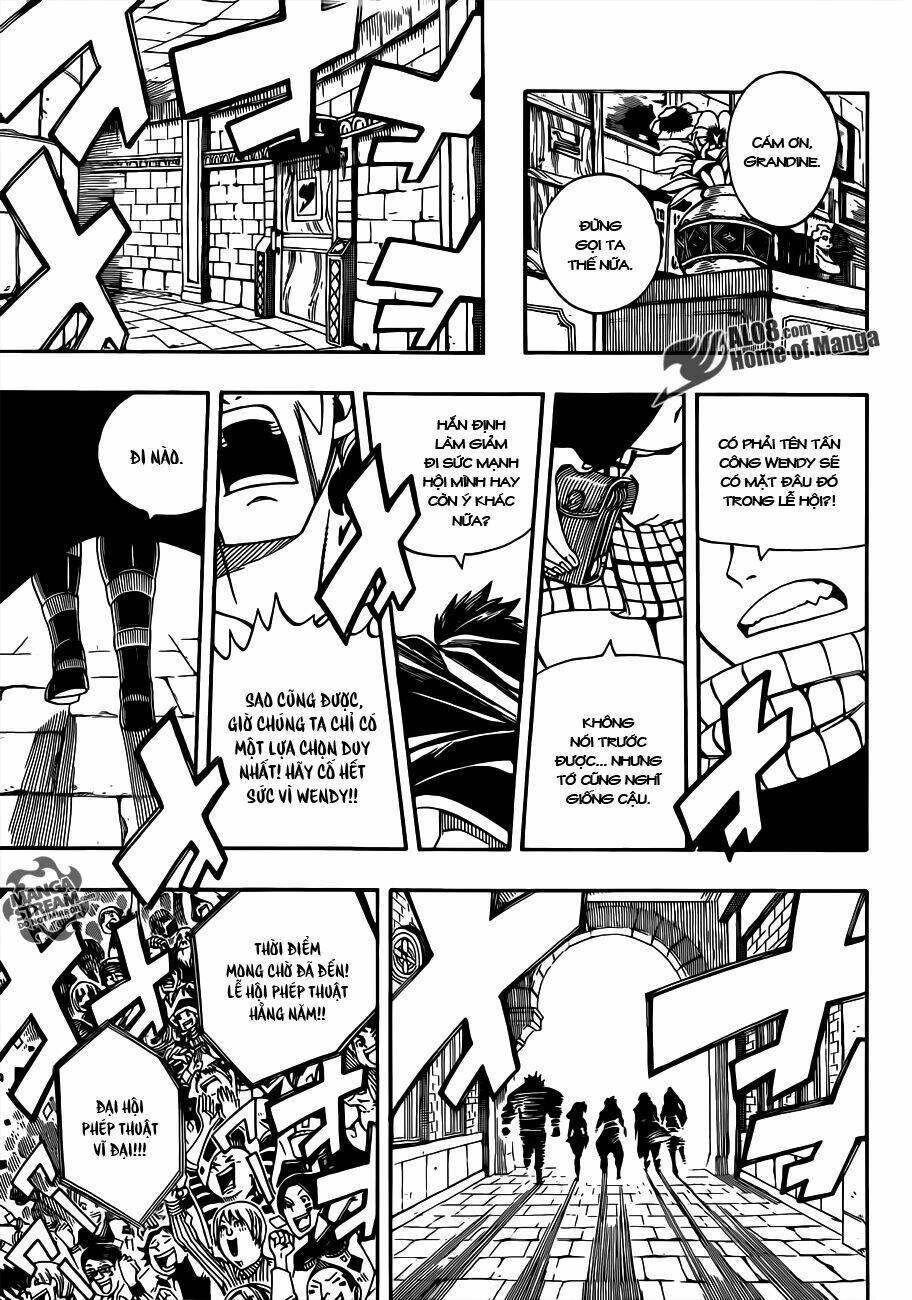 CÁM ƠN,
GRANDINE.
ĐỪNG
GỌI TA
THẾ NỮA.
AL08.com
Home of Manga
CÓ PHẢI TÊN TẤN
CÔNG WENDY SẼ
CÓ MẶT ĐÂU ĐÓ
TRONG LỄ HỘI?!
KHÔNG
NÓI TRƯỚC
ĐƯỢC... NHƯNG
TỚ CŨNG NGHĨ
GIỐNG CẬU.
HẮN ĐỊNH
LÀM GIẢM
ĐI SỨC MẠNH
HỘI MÌNH HAY
CÒN Ý KHÁC
NỮA?
SAO CŨNG ĐƯỢC,
GIỜ CHÚNG TA CHỈ CÓ
MỘT LỰA CHỌN DUY
NHẤT! HÃY CỐ HẾT
SỨC VÌ WENDY!!
ĐI NÀO.
THỜI ĐIỂM
MONG CHỜ ĐÃ ĐẾN!
LỄ HỘI PHÉP THUẬT
HẰNG NĂM!!
ĐẠI HỘI
PHÉP THUẬT
VĨ ĐẠI!!!
MANGA
STREAM